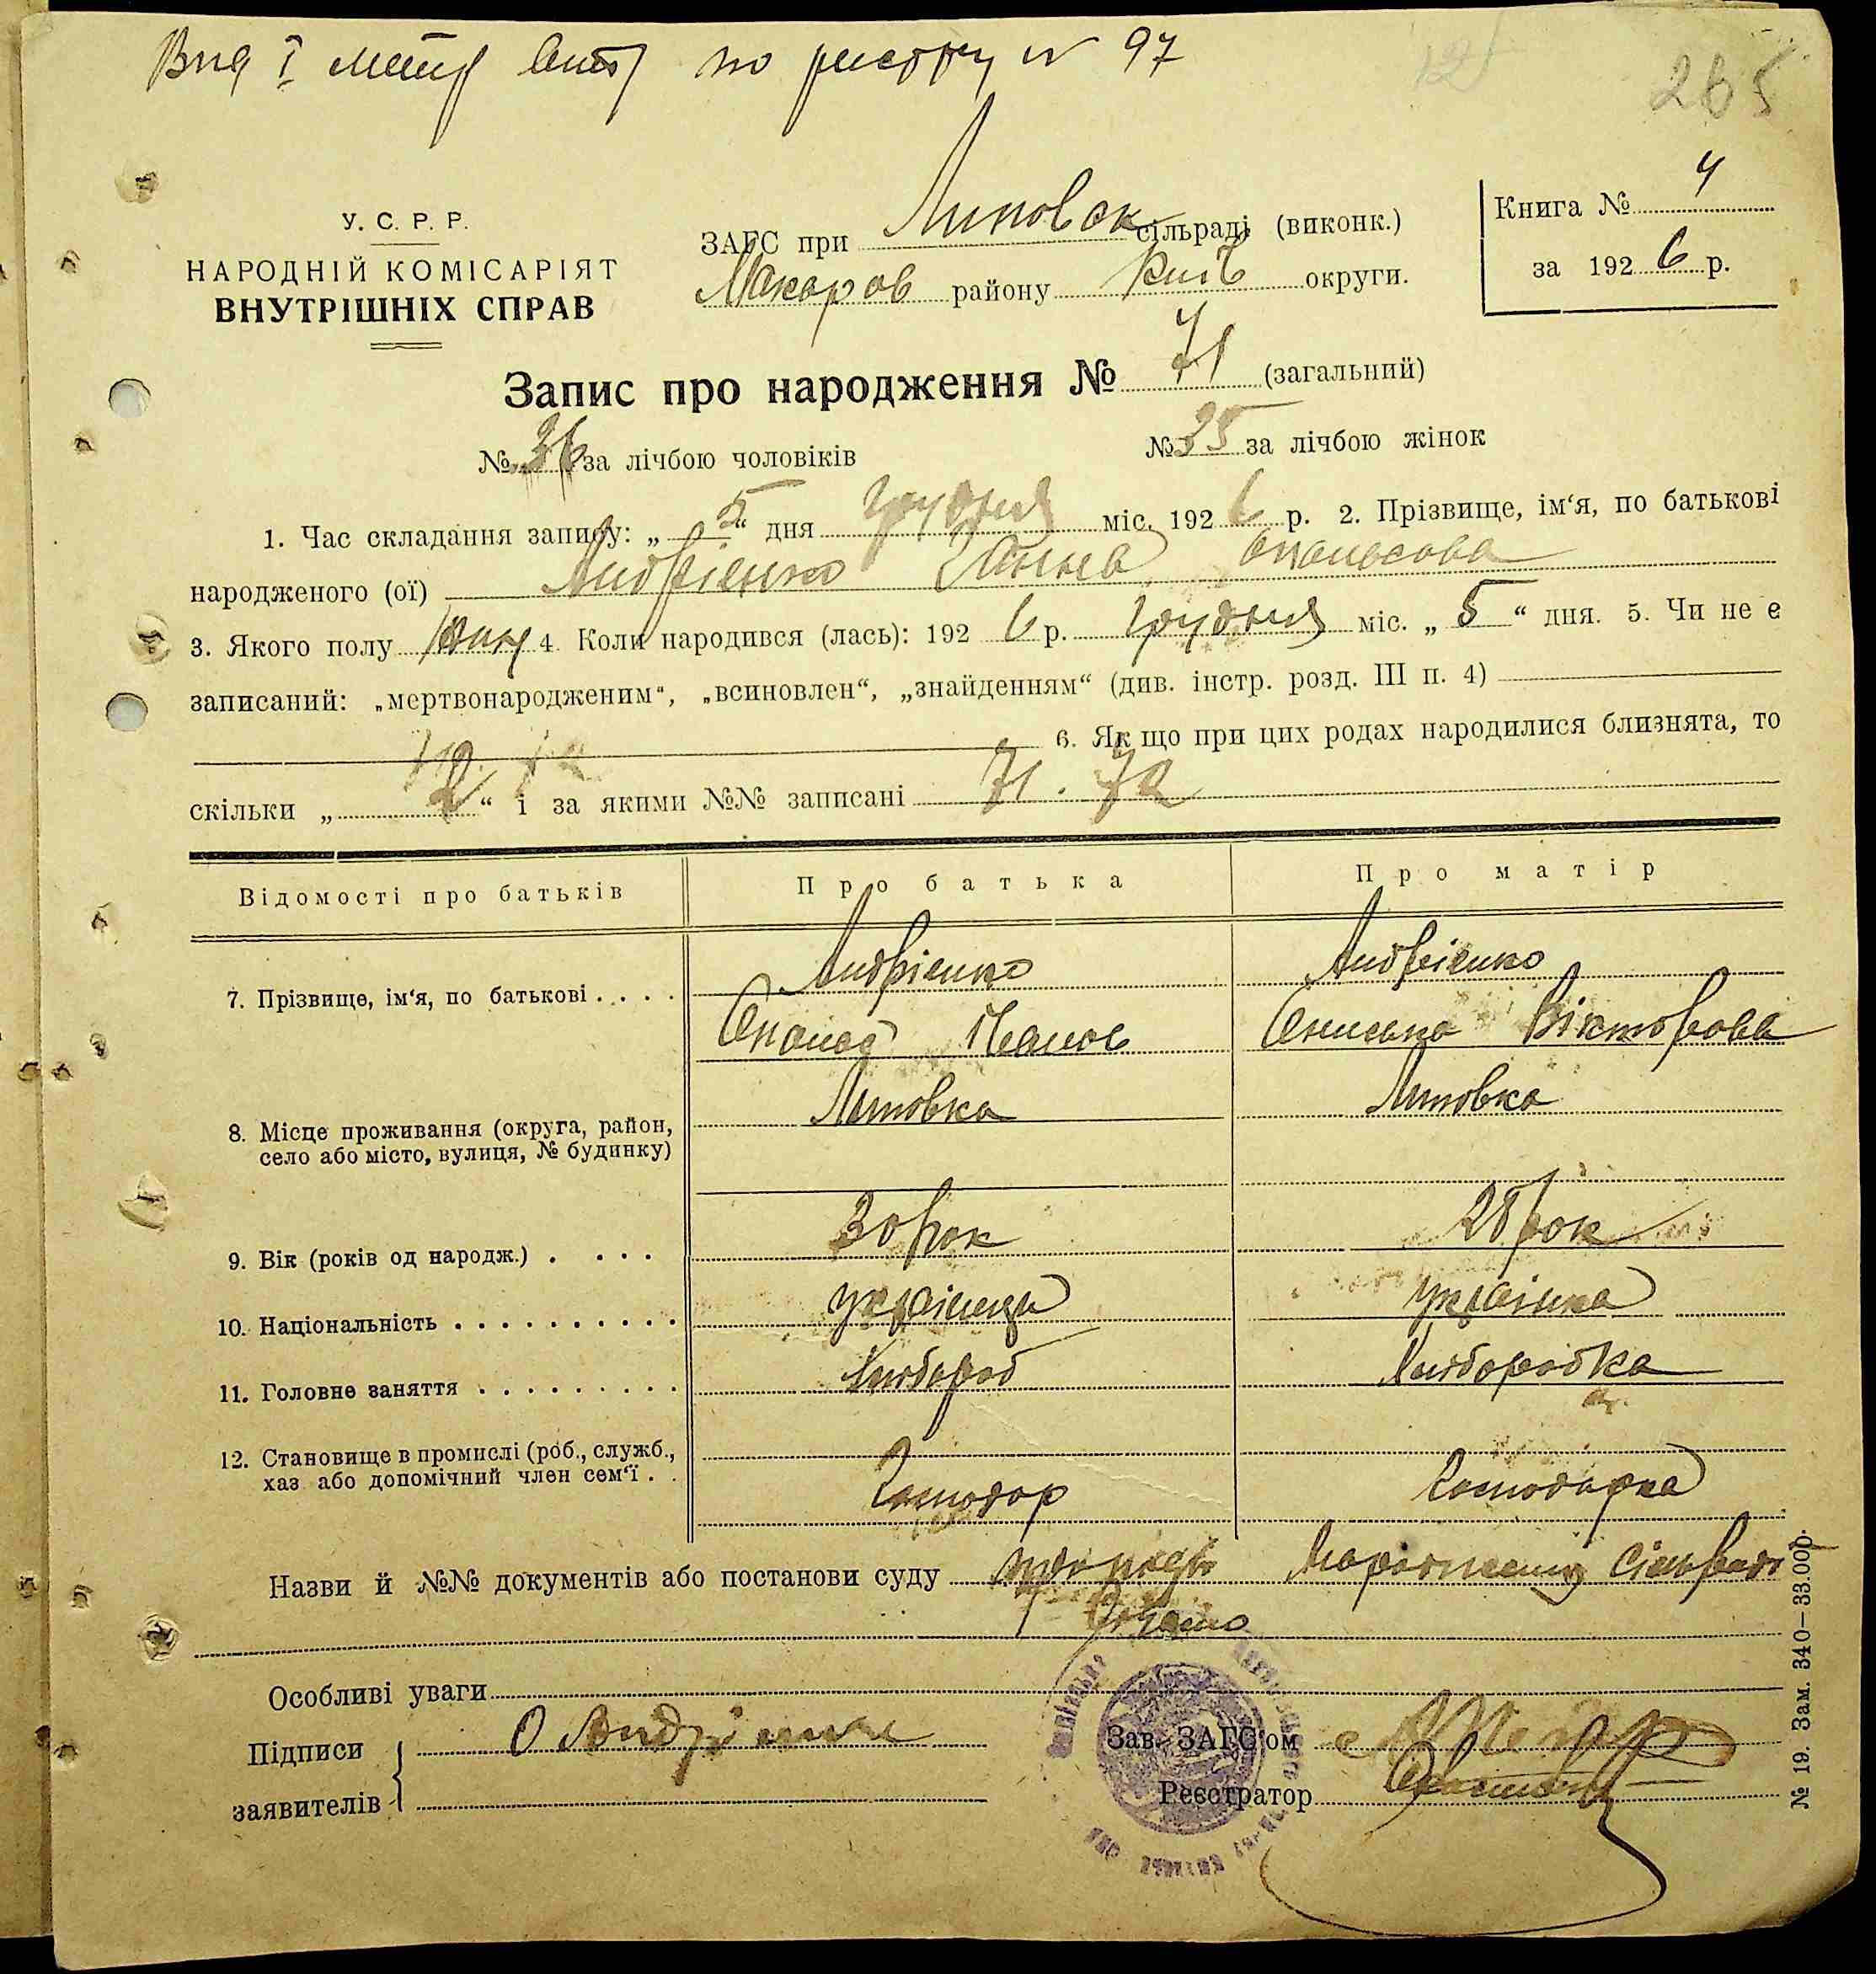 по реєстру № 97
265
У. С. Р. Р.
НАРОДНІЙ КОМІСАРІЯТ
ВНУТРІШНІХ СПРАВ
ЗАГС при Липовск сільраді (виконк.)
Макаров району Київ округи.
Книга № 4
за 1926 р.
Запис про народження № 71 (загальний)
№ 36 за лічбою чоловіків
№ 35 за лічбою жінок
1. Час складання запису: „ 5 “ дня грудня міс. 1926 р. 2. Прізвище, ім‘я, по батькові
народженого (ої) Андрієнко Ганна Опанасова
3. Якого полу жін 4. Коли народився (лась): 1926 р. грудня міс. „ 5 “ дня. 5. Чи не є
записаний: „мертвонародженим“, „всиновлен“, „знайденням“ (див. інстр. розд. III п. 4)
6. Як що при цих родах народилися близнята, то
скільки „ 2 “ і за якими №№ записані 71. 72
Відомості про батьків Про батька Про матір
7. Прізвище, ім‘я, по батькові . . . . Андрієнко Андрієнко
Опанас Іванов Ониська Вікторова
8. Місце проживання (округа, район,
село або місто, вулиця, № будинку)
Липовка Липовка
9. Вік (років од народж.) . . . . 30 рок 28 рок
10. Національність . . . . . . . . . . українець українка
11. Головне заняття . . . . . . . . . Хлібороб Хліборобка
12. Становище в промислі (роб., служб.,
хаз або допомічний член сем‘ї . .
Господар Господарка
Назви й №№ документів або постанови суду
Особливі уваги
Підписи О Андрієнко Зав. ЗАГС‘ом
заявителів Реєстратор
№ 19. Зам. 340—33.000.